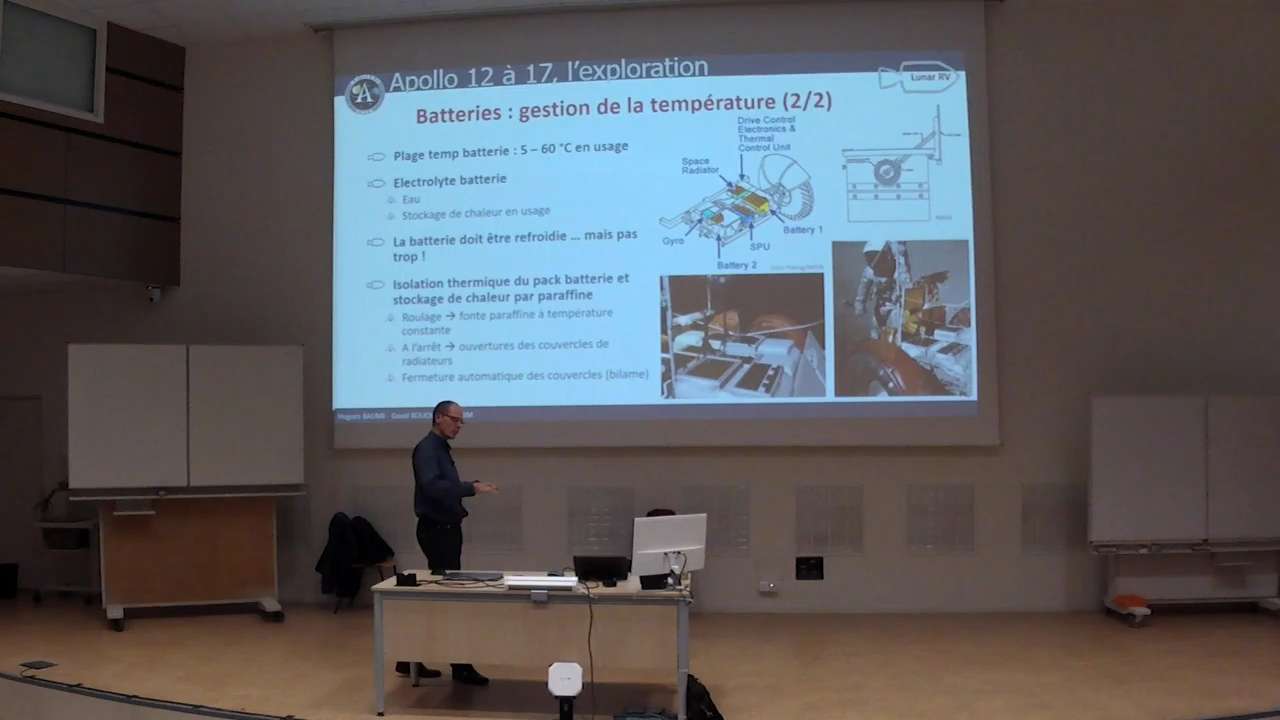 Apollo 12 à 17, l'exploration
Lunar RV
A
Batteries : gestion de la température (2/2)
Plage temp batterie : 5 – 60 °C en usage
Electrolyte batterie
Eau
Stockage de chaleur en usage
La batterie doit être refroidie ... mais pas
trop !
Isolation thermique du pack batterie et
stockage de chaleur par paraffine
Roulage → fonte paraffine à température
constante
A l'arrêt → ouvertures des couvercles de
radiateurs
Fermeture automatique des couvercles (bilame)
Drive Control
Electronics &
Thermal
Control Unit
Space
Radiator
Gyro
Battery 1
SPU
Battery 2
NASA
Hugues